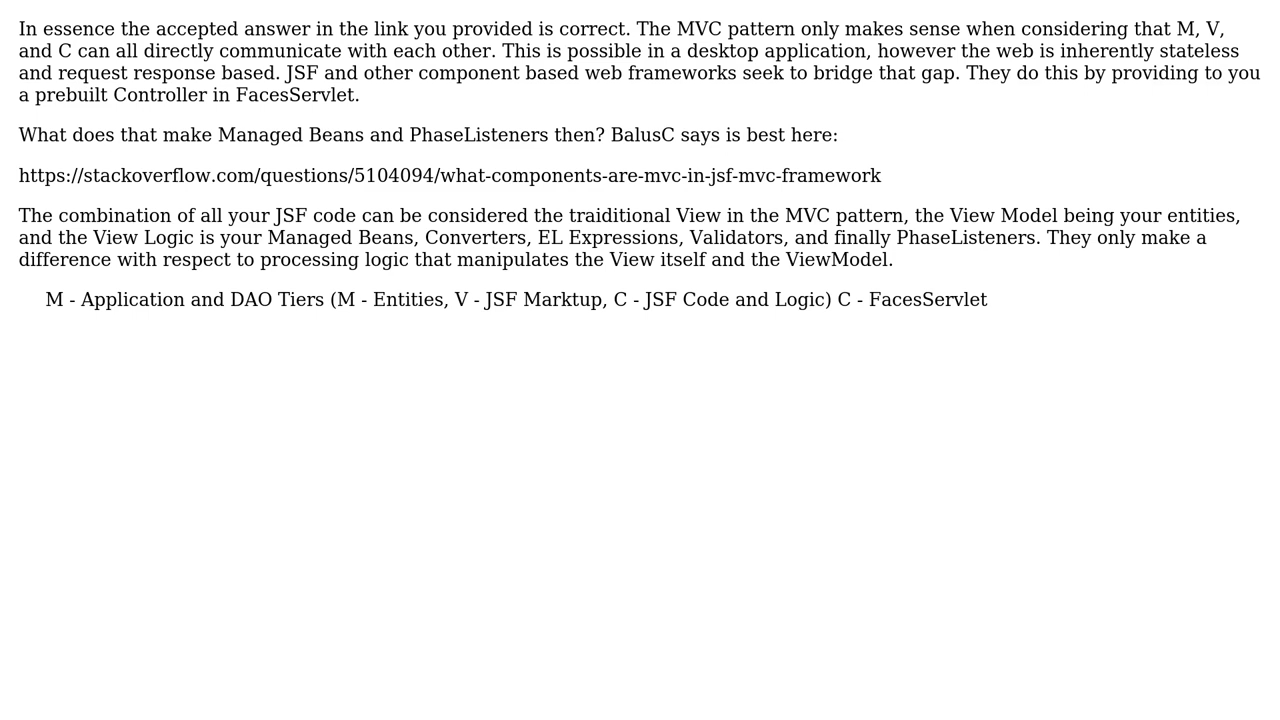 In essence the accepted answer in the link you provided is correct. The MVC pattern only makes sense when considering that M, V,
and C can all directly communicate with each other. This is possible in a desktop application, however the web is inherently stateless
and request response based. JSF and other component based web frameworks seek to bridge that gap. They do this by providing to you
a prebuilt Controller in FacesServlet.
What does that make Managed Beans and PhaseListeners then? BalusC says is best here:
https://stackoverflow.com/questions/5104094/what-components-are-mvc-in-jsf-mvc-framework
The combination of all your JSF code can be considered the traiditional View in the MVC pattern, the View Model being your entities,
and the View Logic is your Managed Beans, Converters, EL Expressions, Validators, and finally PhaseListeners. They only make a
difference with respect to processing logic that manipulates the View itself and the ViewModel.
M - Application and DAO Tiers (M - Entities, V - JSF Marktup, C - JSF Code and Logic) C - FacesServlet